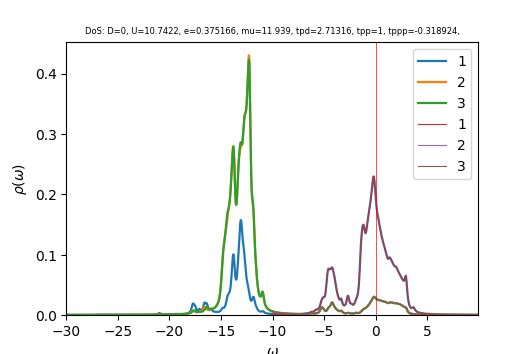 DoS: D=0, U=10.7422, e=0.375166, mu=11.939, tpd=2.71316, tpp=1, tppp=-0.318924,
ρ(ω)
0.4
0.3
0.2
0.1
0.0
1
2
3
1
2
3
−30 −25 −20 −15 −10 −5 0 5
ω